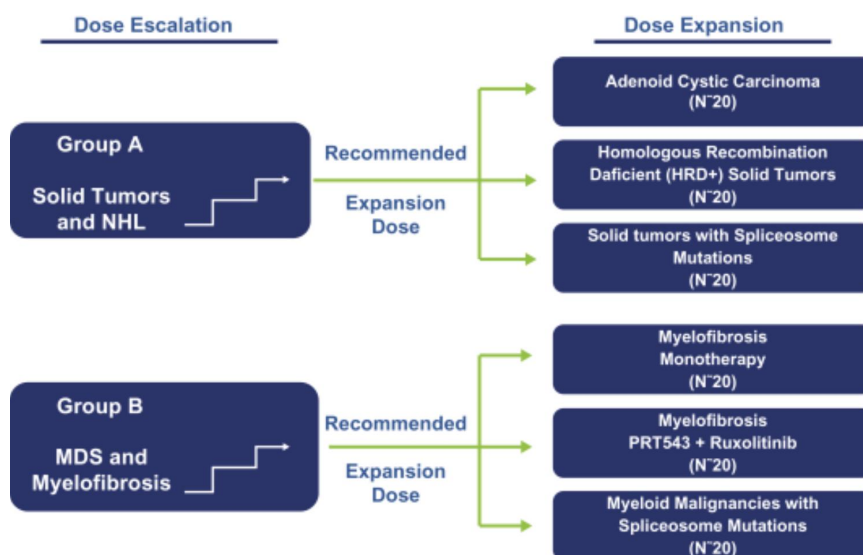 Dose Escalation
Dose Expansion
Group A
Solid Tumors
and NHL
Recommended
Expansion
Dose
Adenoid Cystic Carcinoma
(N~20)
Homologous Recombination
Daficient (HRD+) Solid Tumors
(N~20)
Solid tumors with Spliceosome
Mutations
(N~20)
Group B
MDS and
Myelofibrosis
Recommended
Expansion
Dose
Myelofibrosis
Monotherapy
(N~20)
Myelofibrosis
PRT543 + Ruxolitinib
(N~20)
Myeloid Malignancies with
Spliceosome Mutations
(N~20)